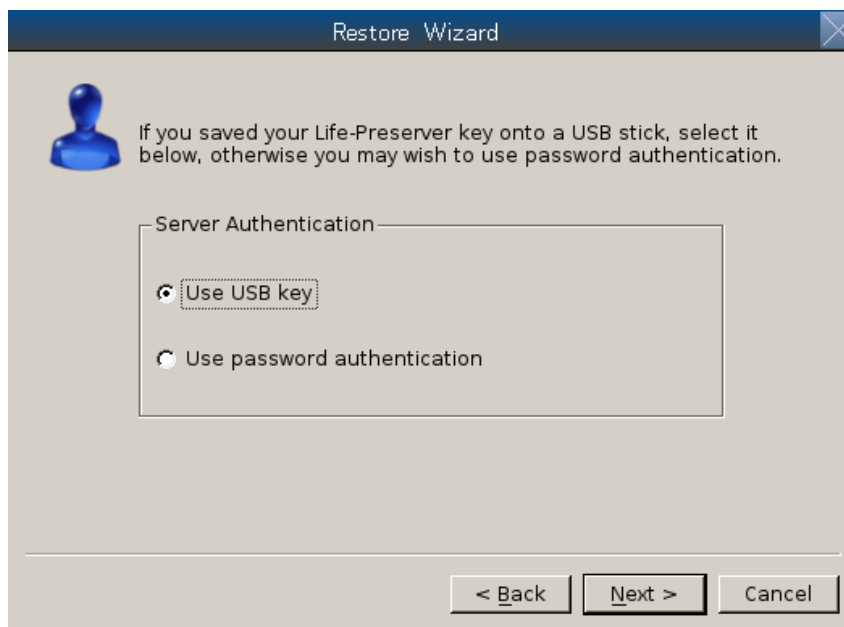 Restore Wizard
If you saved your Life-Preserver key onto a USB stick, select it
below, otherwise you may wish to use password authentication.
Server Authentication
Use USB key
Use password authentication
< Back
Next >
Cancel